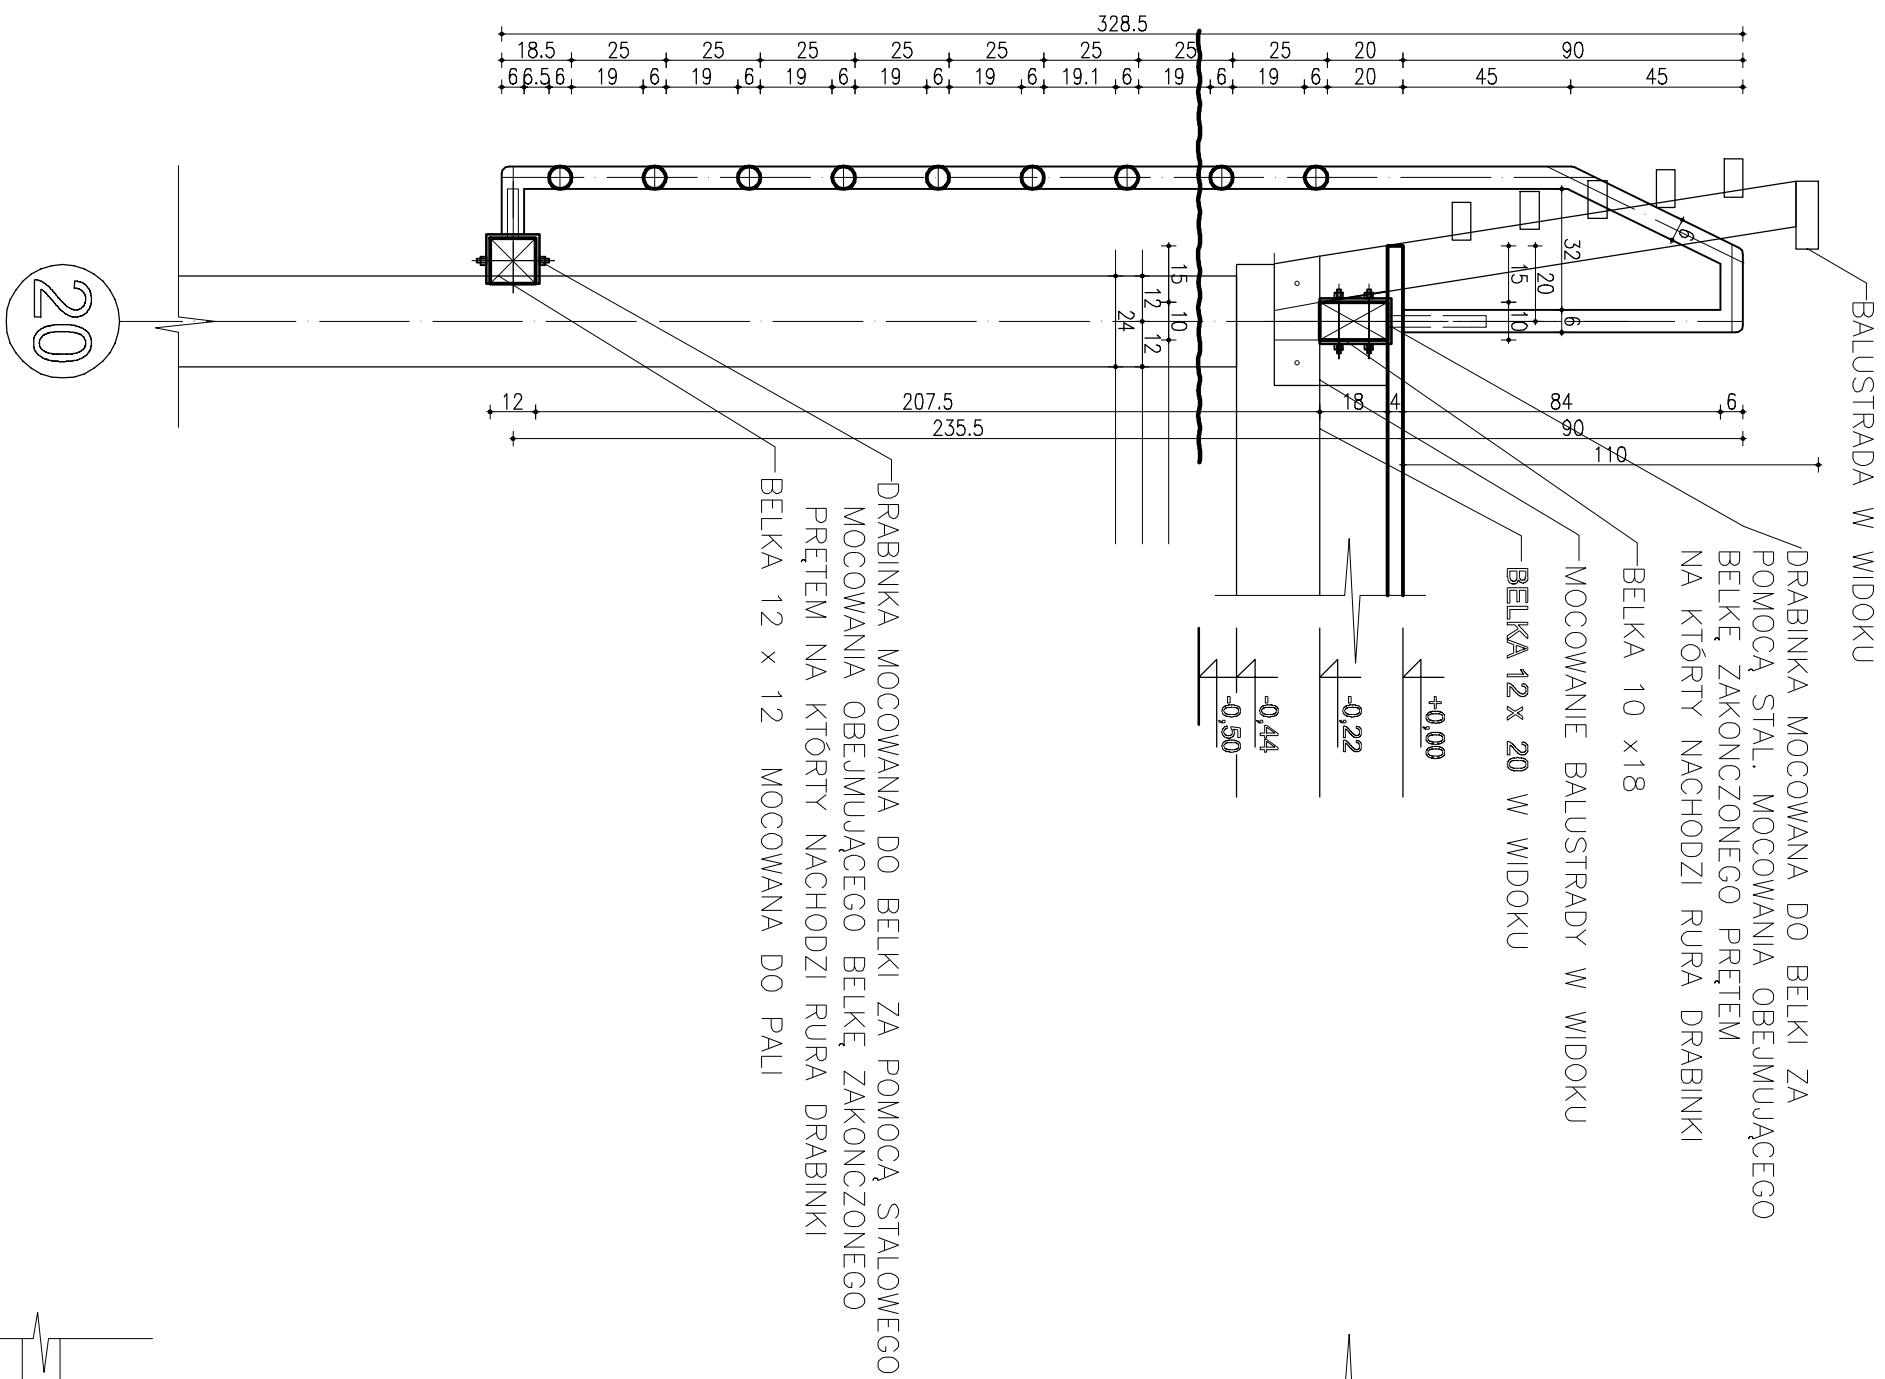 328.5
18.5 25 25 25 25 25 25 25 25 20 90
6 6.5 6 19 6 19 6 19 6 19 6 19 6 19.1 6 19 6 19 6 20 45 45
6
32
20
15
10
6
15
10
12
12
24
12 207.5 18 4 84 6
235.5 90
110
20
BALUSTRADA W WIDOKU
DRABINKA MOCOWANA DO BELKI ZA
POMOCĄ STAL. MOCOWANIA OBEJMUJĄCEGO
BELKĘ ZAKONCZONEGO PRĘTEM
NA KTÓRTY NACHODZI RURA DRABINKI
BELKA 10 x18
MOCOWANIE BALUSTRADY W WIDOKU
BELKA 12 x 20 W WIDOKU
+0,00
-0,22
-0,44
-0,50
DRABINKA MOCOWANA DO BELKI ZA POMOCĄ STALOWEGO
MOCOWANIA OBEJMUJĄCEGO BELKĘ ZAKONCZONEGO
PRĘTEM NA KTÓRTY NACHODZI RURA DRABINKI
BELKA 12 x 12 MOCOWANA DO PALI